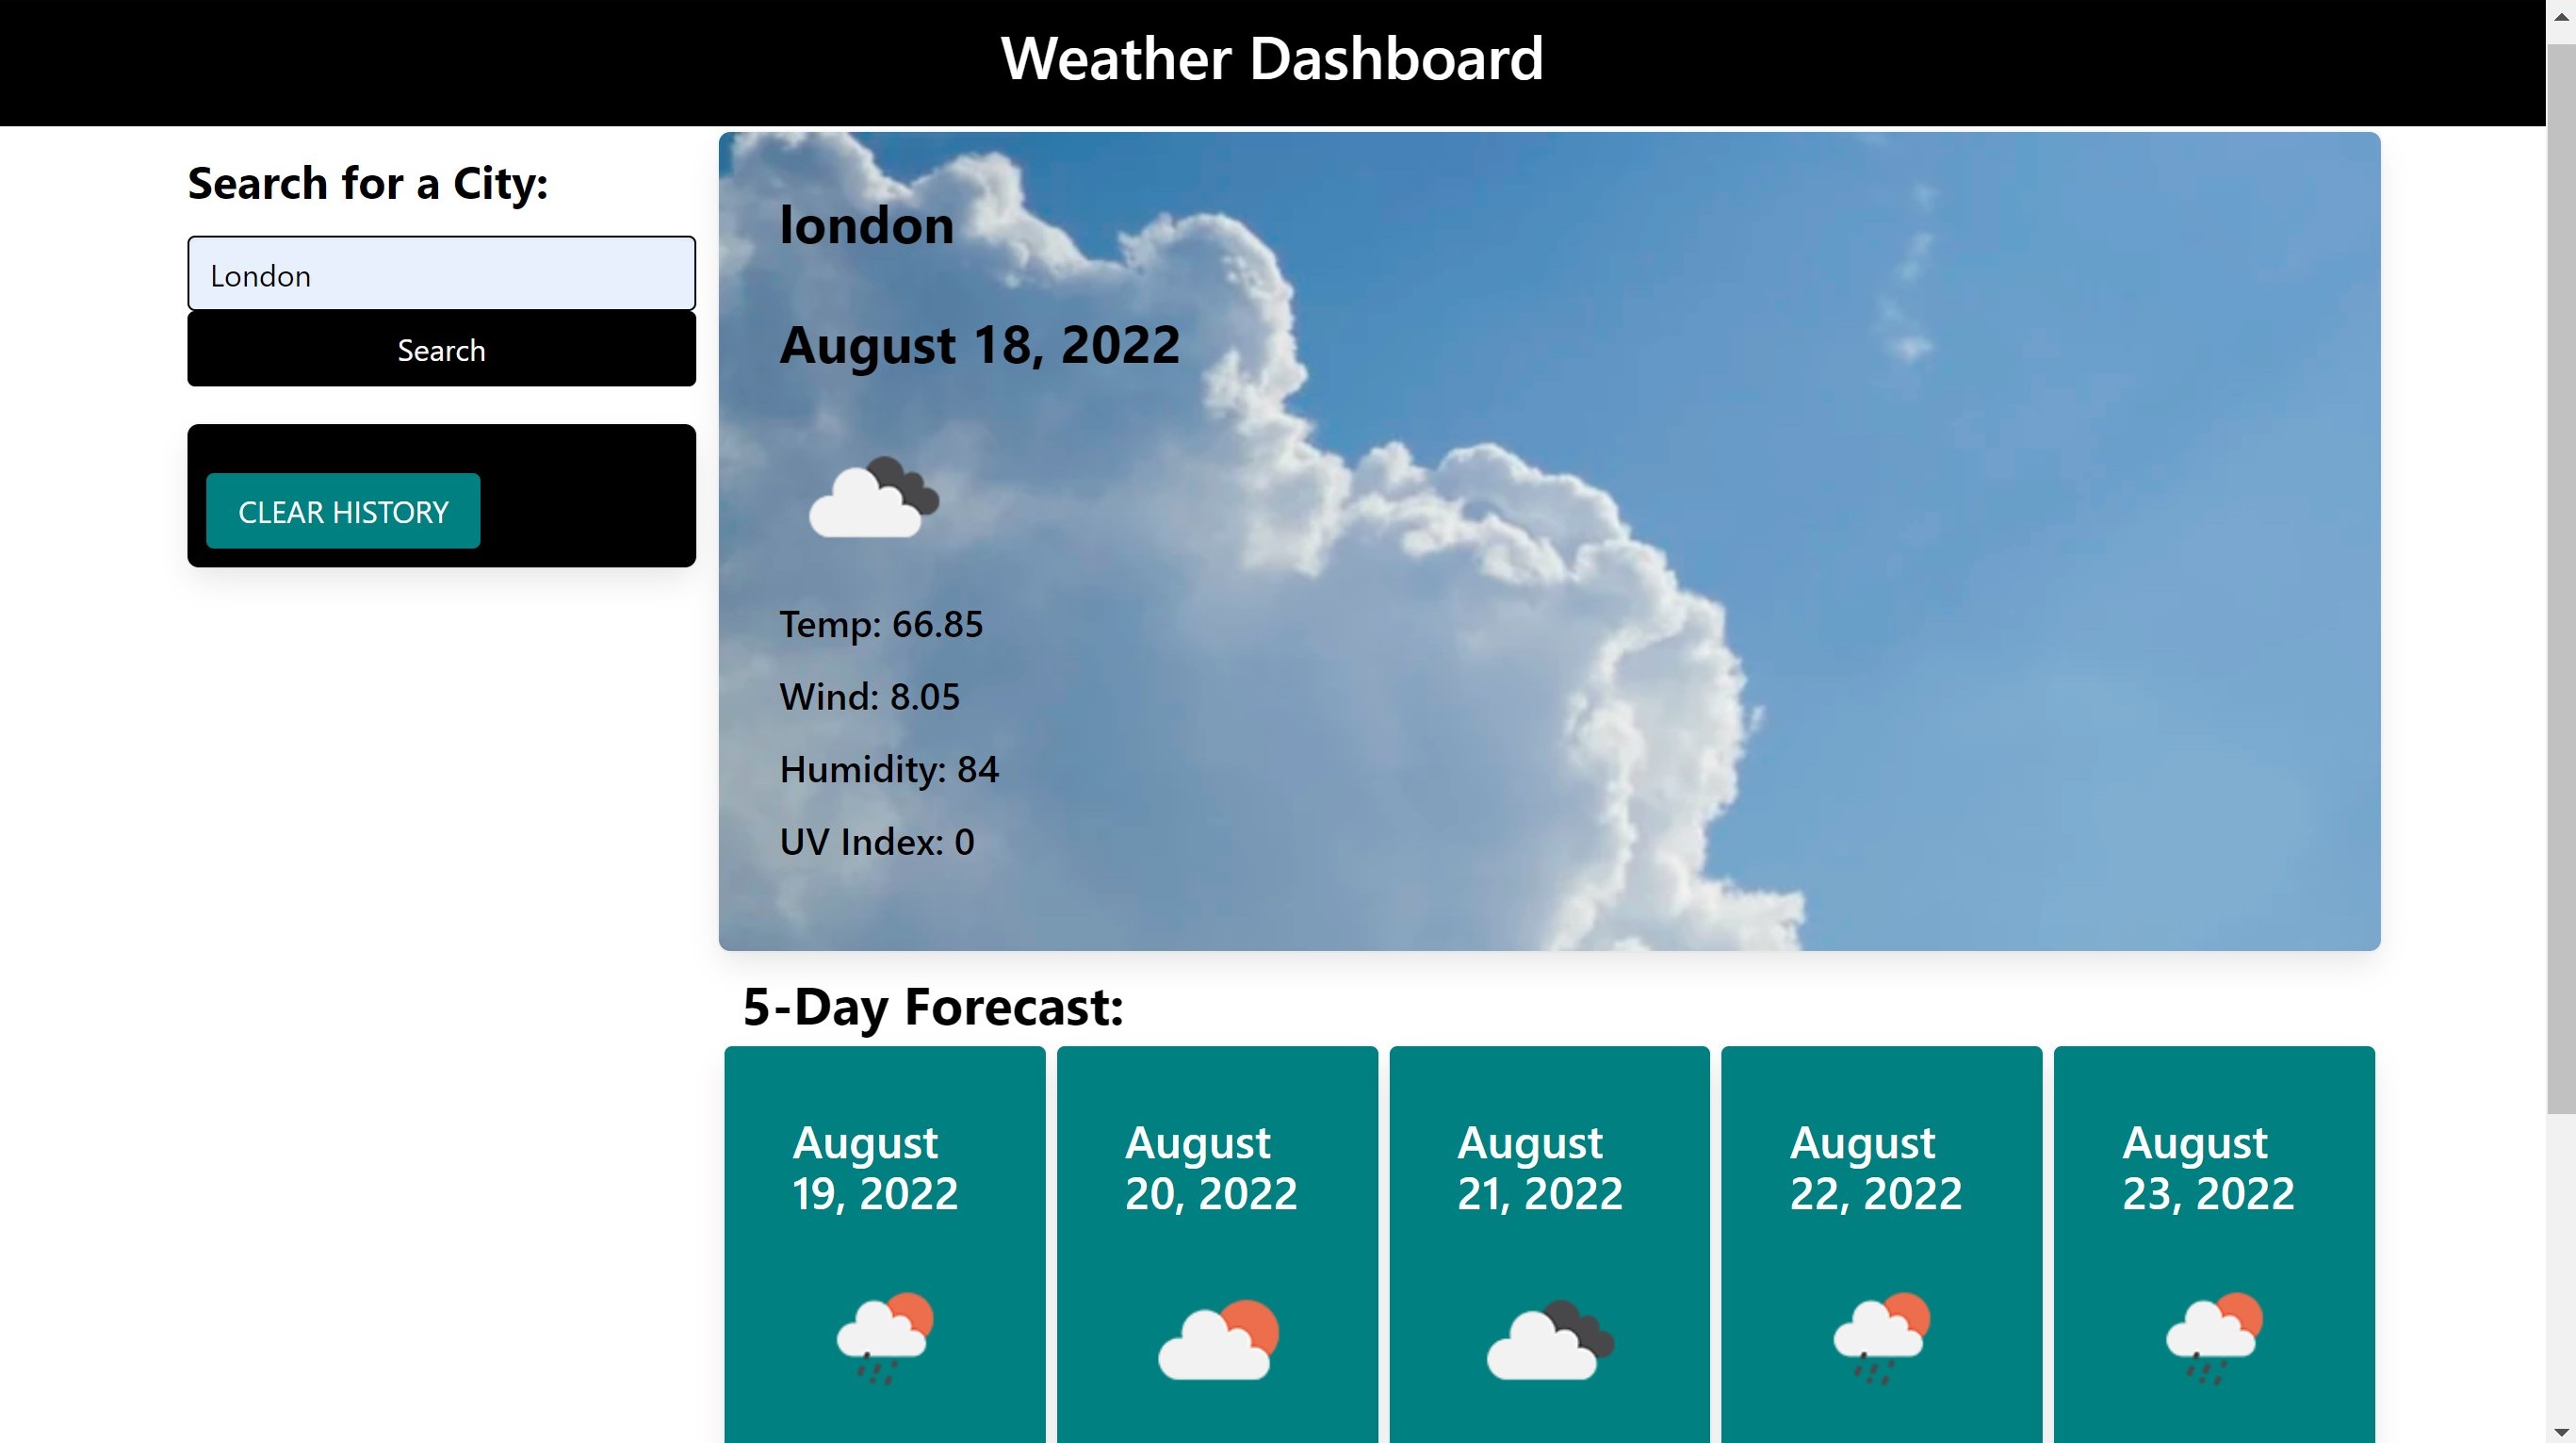 Weather Dashboard
Search for a City:
London
Search
CLEAR HISTORY
london
August 18, 2022
Temp: 66.85
Wind: 8.05
Humidity: 84
UV Index: 0
5-Day Forecast:
August
19, 2022
August
20, 2022
August
21, 2022
August
22, 2022
August
23, 2022